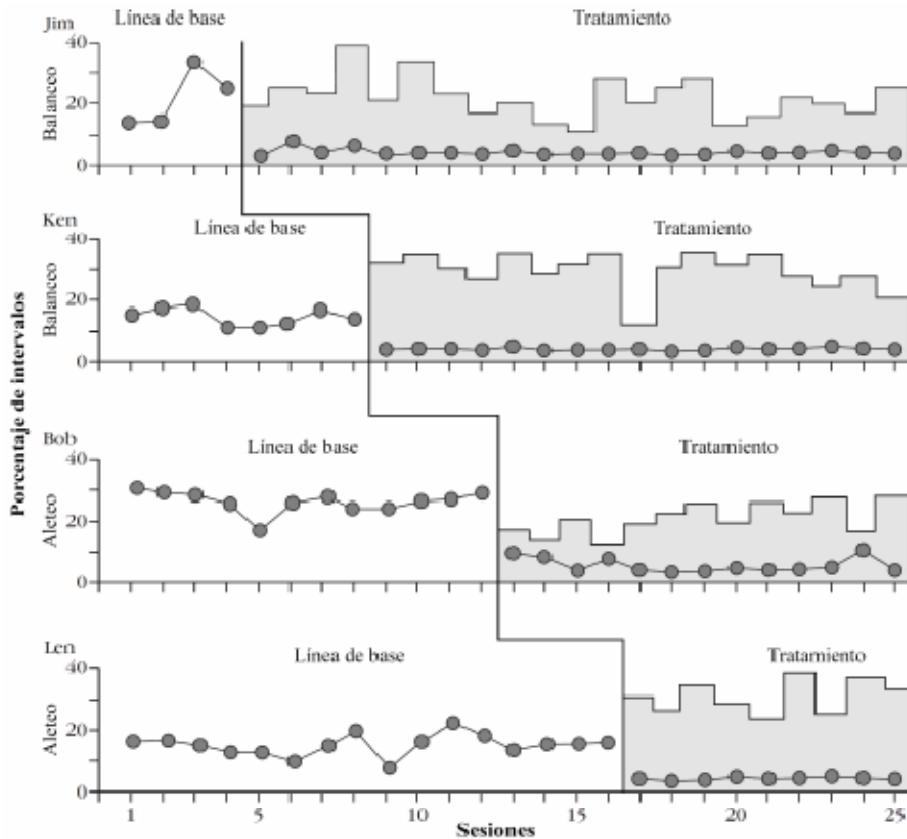 Línea de base
Tratamiento
Jim
40
20
0
Balanceo
Ken
Línea de base
Tratamiento
40
20
0
Balanceo
Porcentaje de intervalos
Bob
Línea de base
Tratamiento
40
20
0
Aleteo
Len
Línea de base
Tratamiento
40
20
0
Aleteo
1 5 10 15 20 25
Sesiones